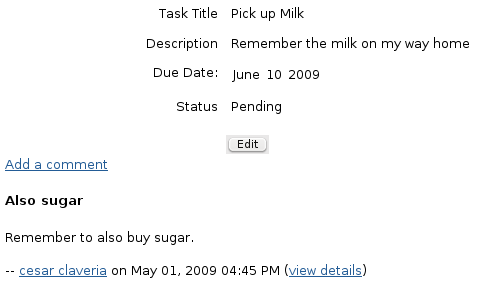 Task Title Pick up Milk
Description Remember the milk on my way home
Due Date: June 10 2009
Status Pending
Edit
Add a comment
Also sugar
Remember to also buy sugar.
-- cesar claveria on May 01, 2009 04:45 PM (view details)